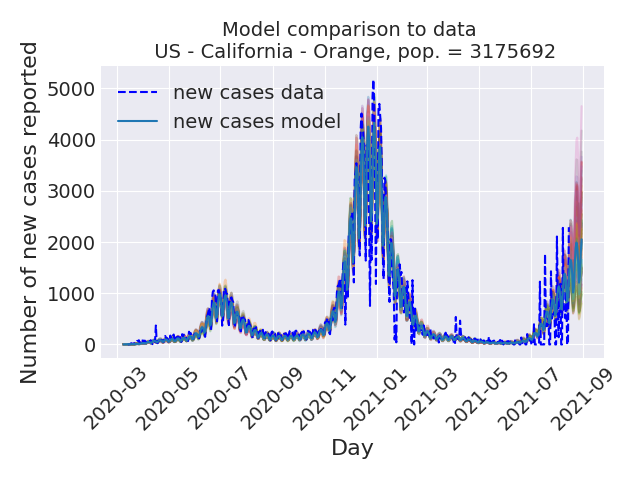 Model comparison to data
US - California - Orange, pop. = 3175692
Number of new cases reported
5000
4000
3000
2000
1000
0
new cases data
new cases model
2020-03
2020-05
2020-07
2020-09
2020-11
2021-01
2021-03
2021-05
2021-07
2021-09
Day